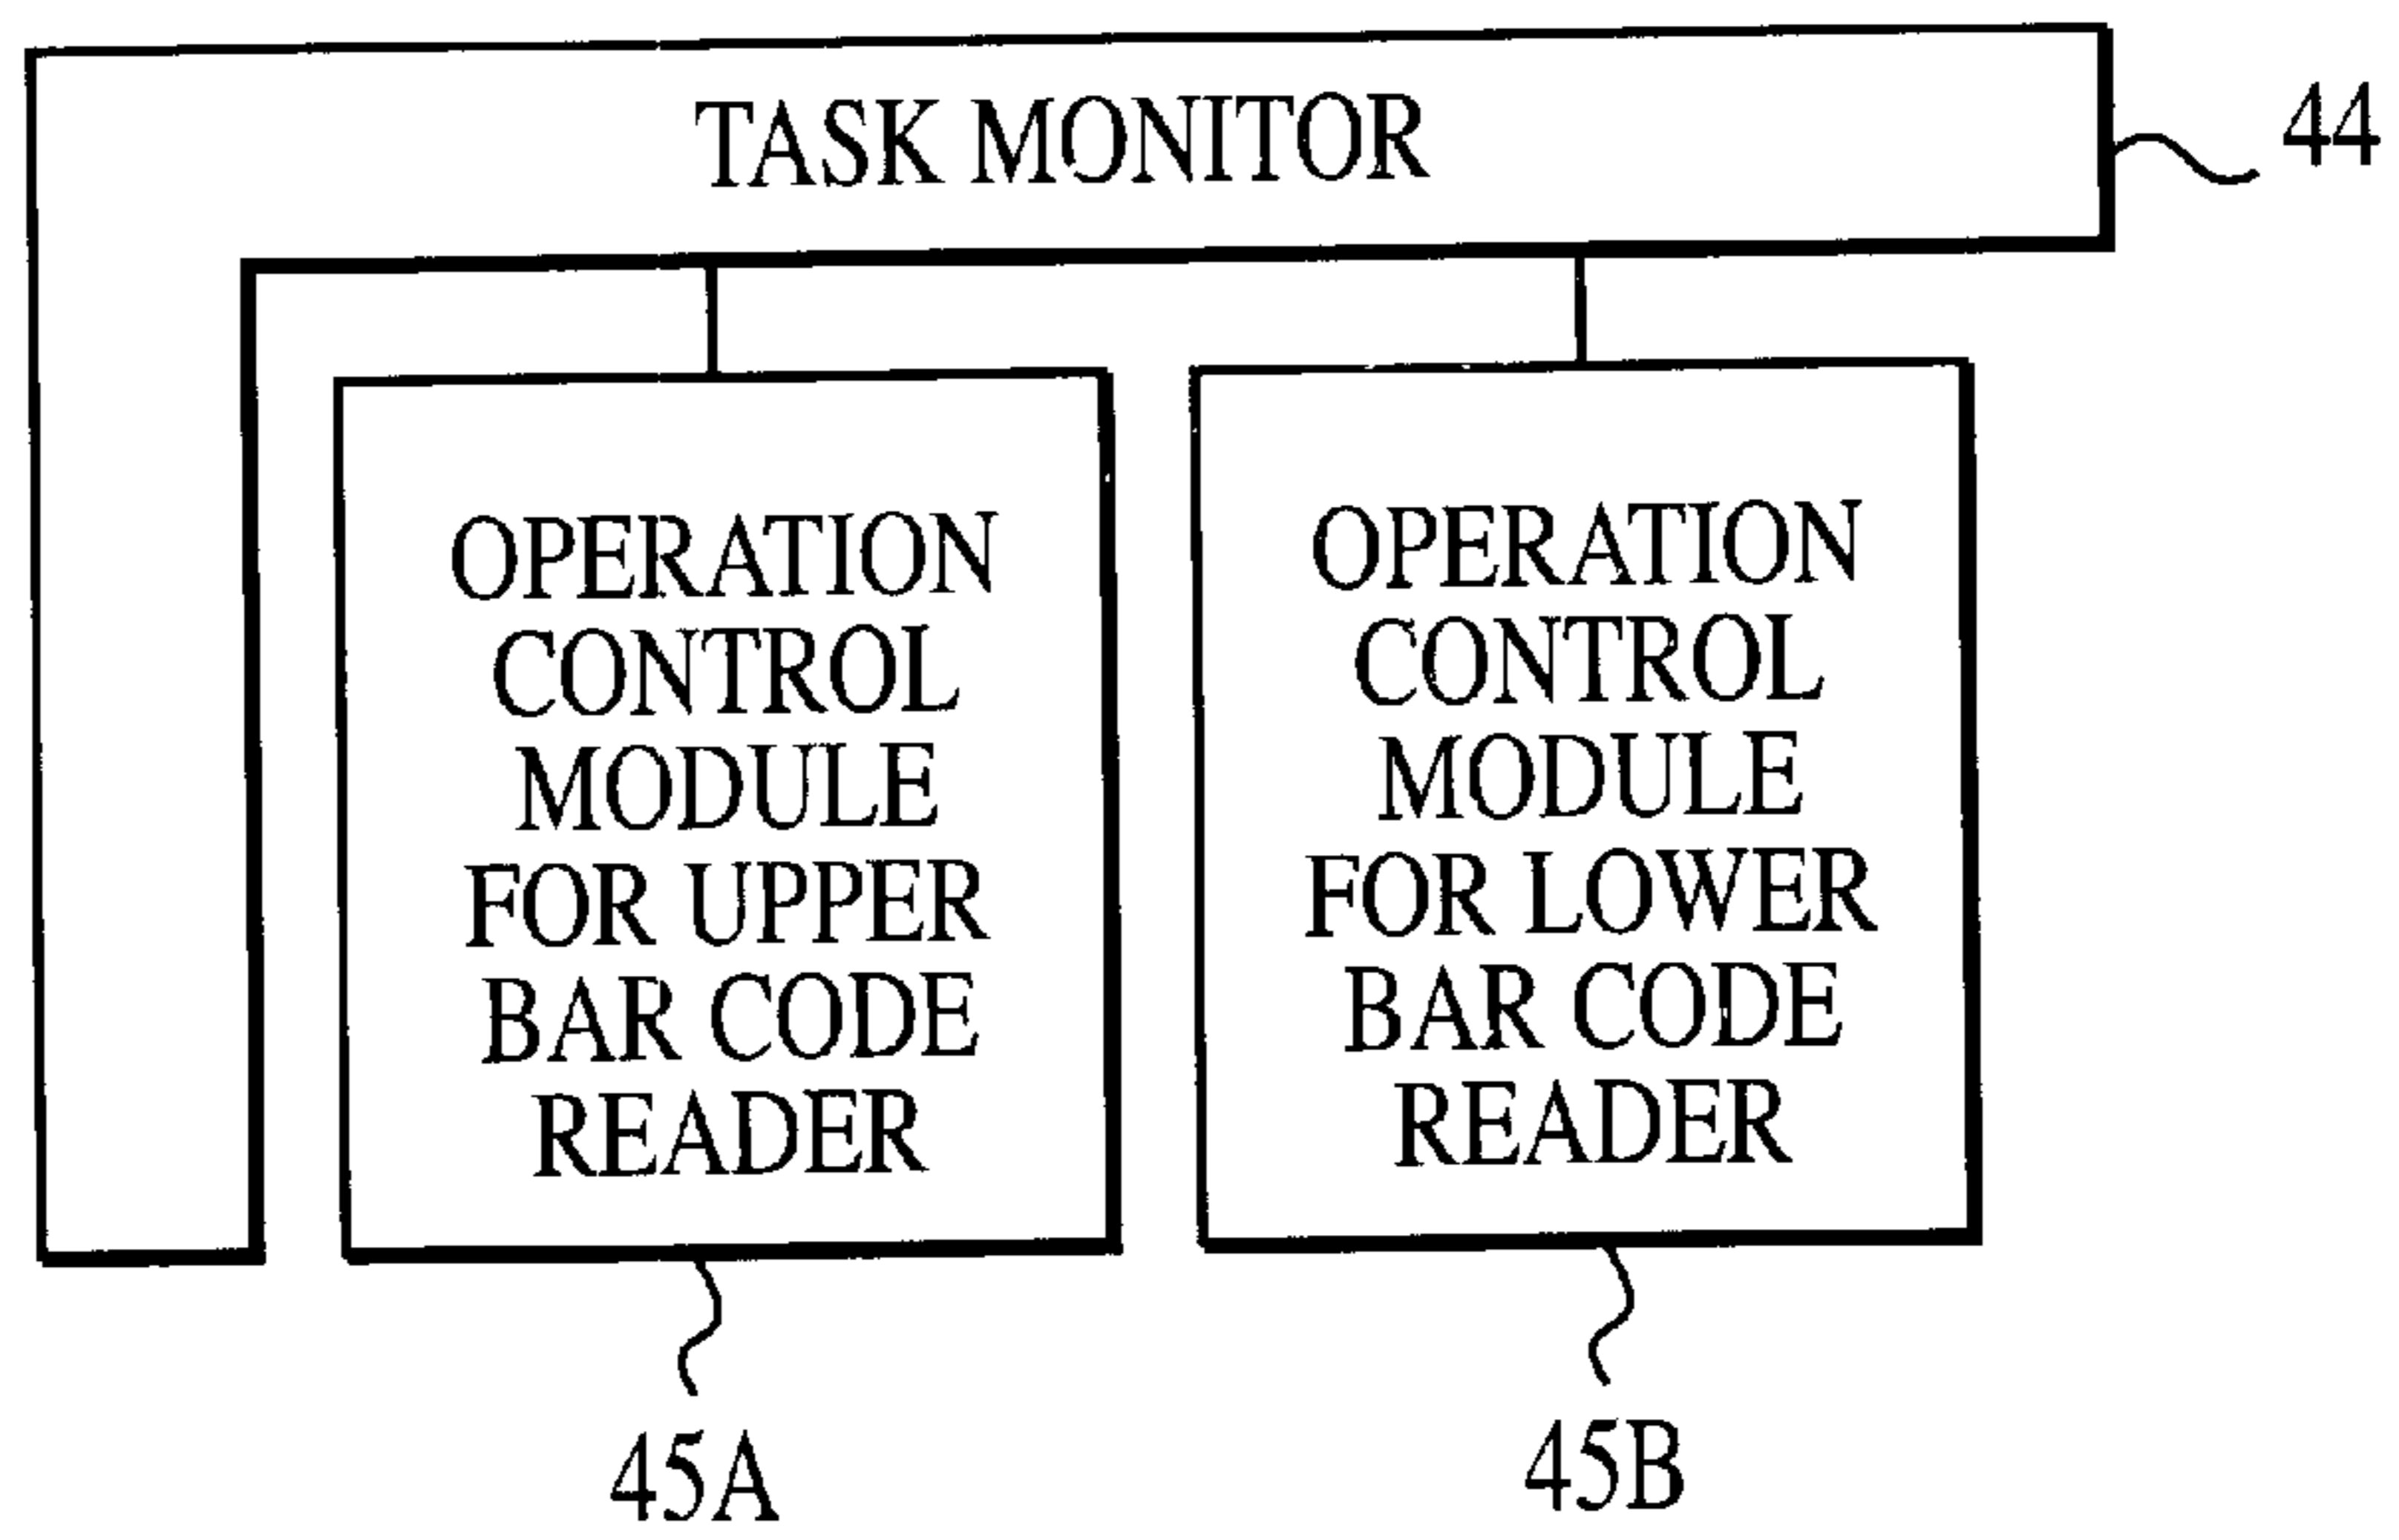 TASK MONITOR
44
OPERATION
CONTROL
MODULE
FOR UPPER
BAR CODE
READER
45A
OPERATION
CONTROL
MODULE
FOR LOWER
BAR CODE
READER
45B